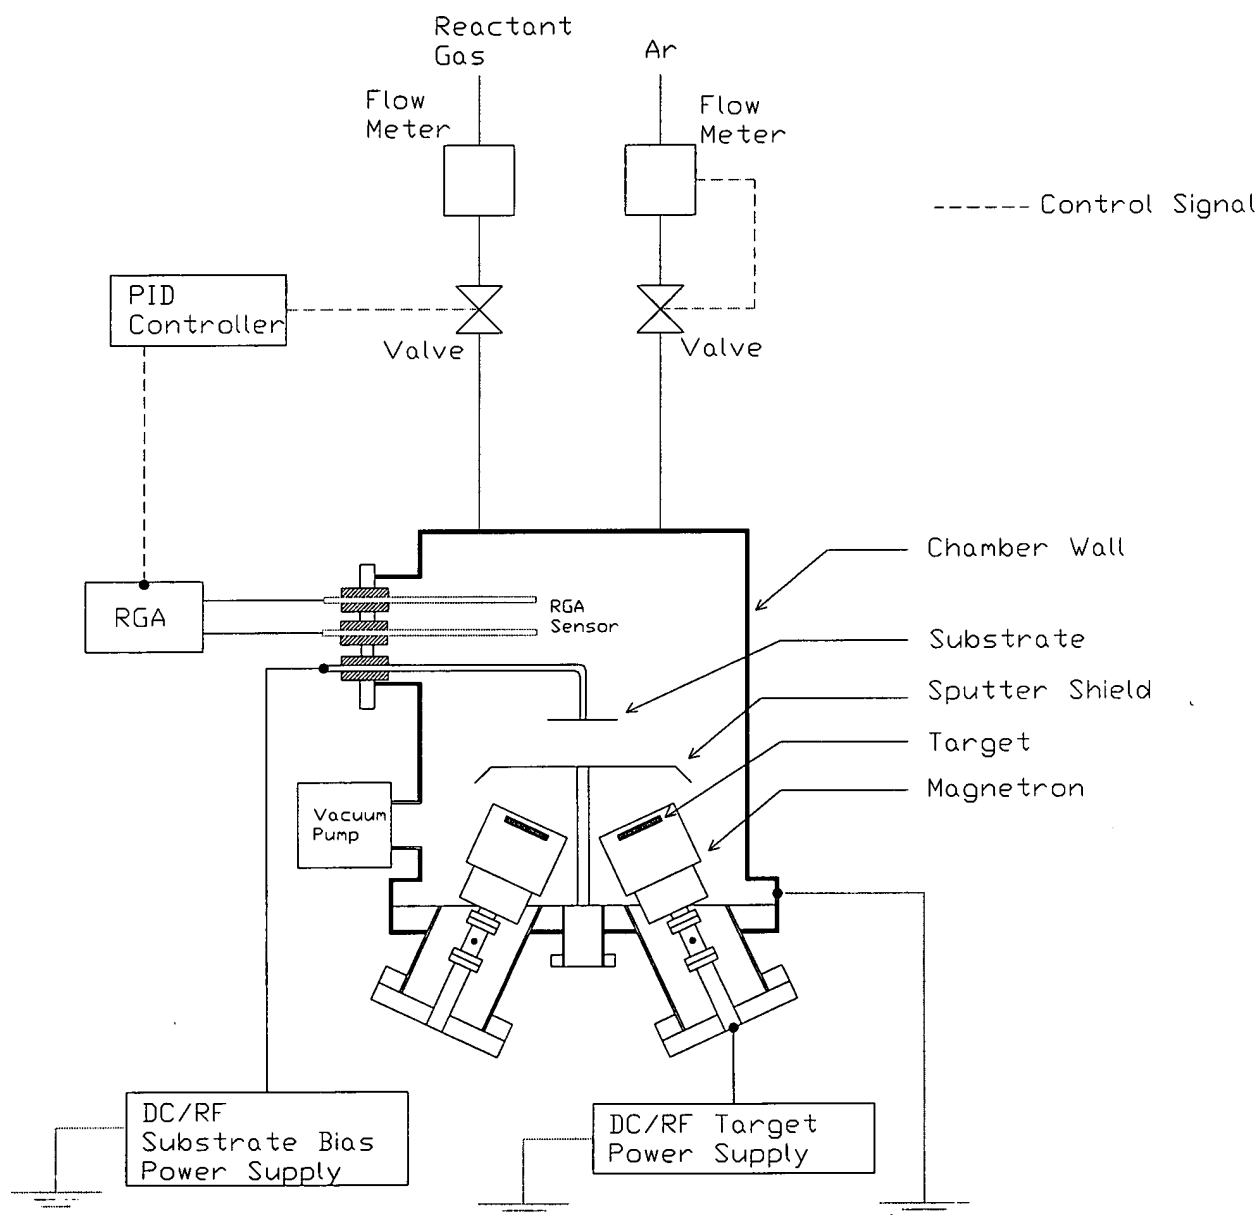 Reactant
Gas
Ar
Flow
Meter
Flow
Meter
Control Signal
PID
Controller
Valve
Valve
Chamber Wall
RGA
RGA
Sensor
Substrate
Sputter Shield
Target
Magnetron
Vacuum
Pump
DC/RF
Substrate Bias
Power Supply
DC/RF Target
Power Supply